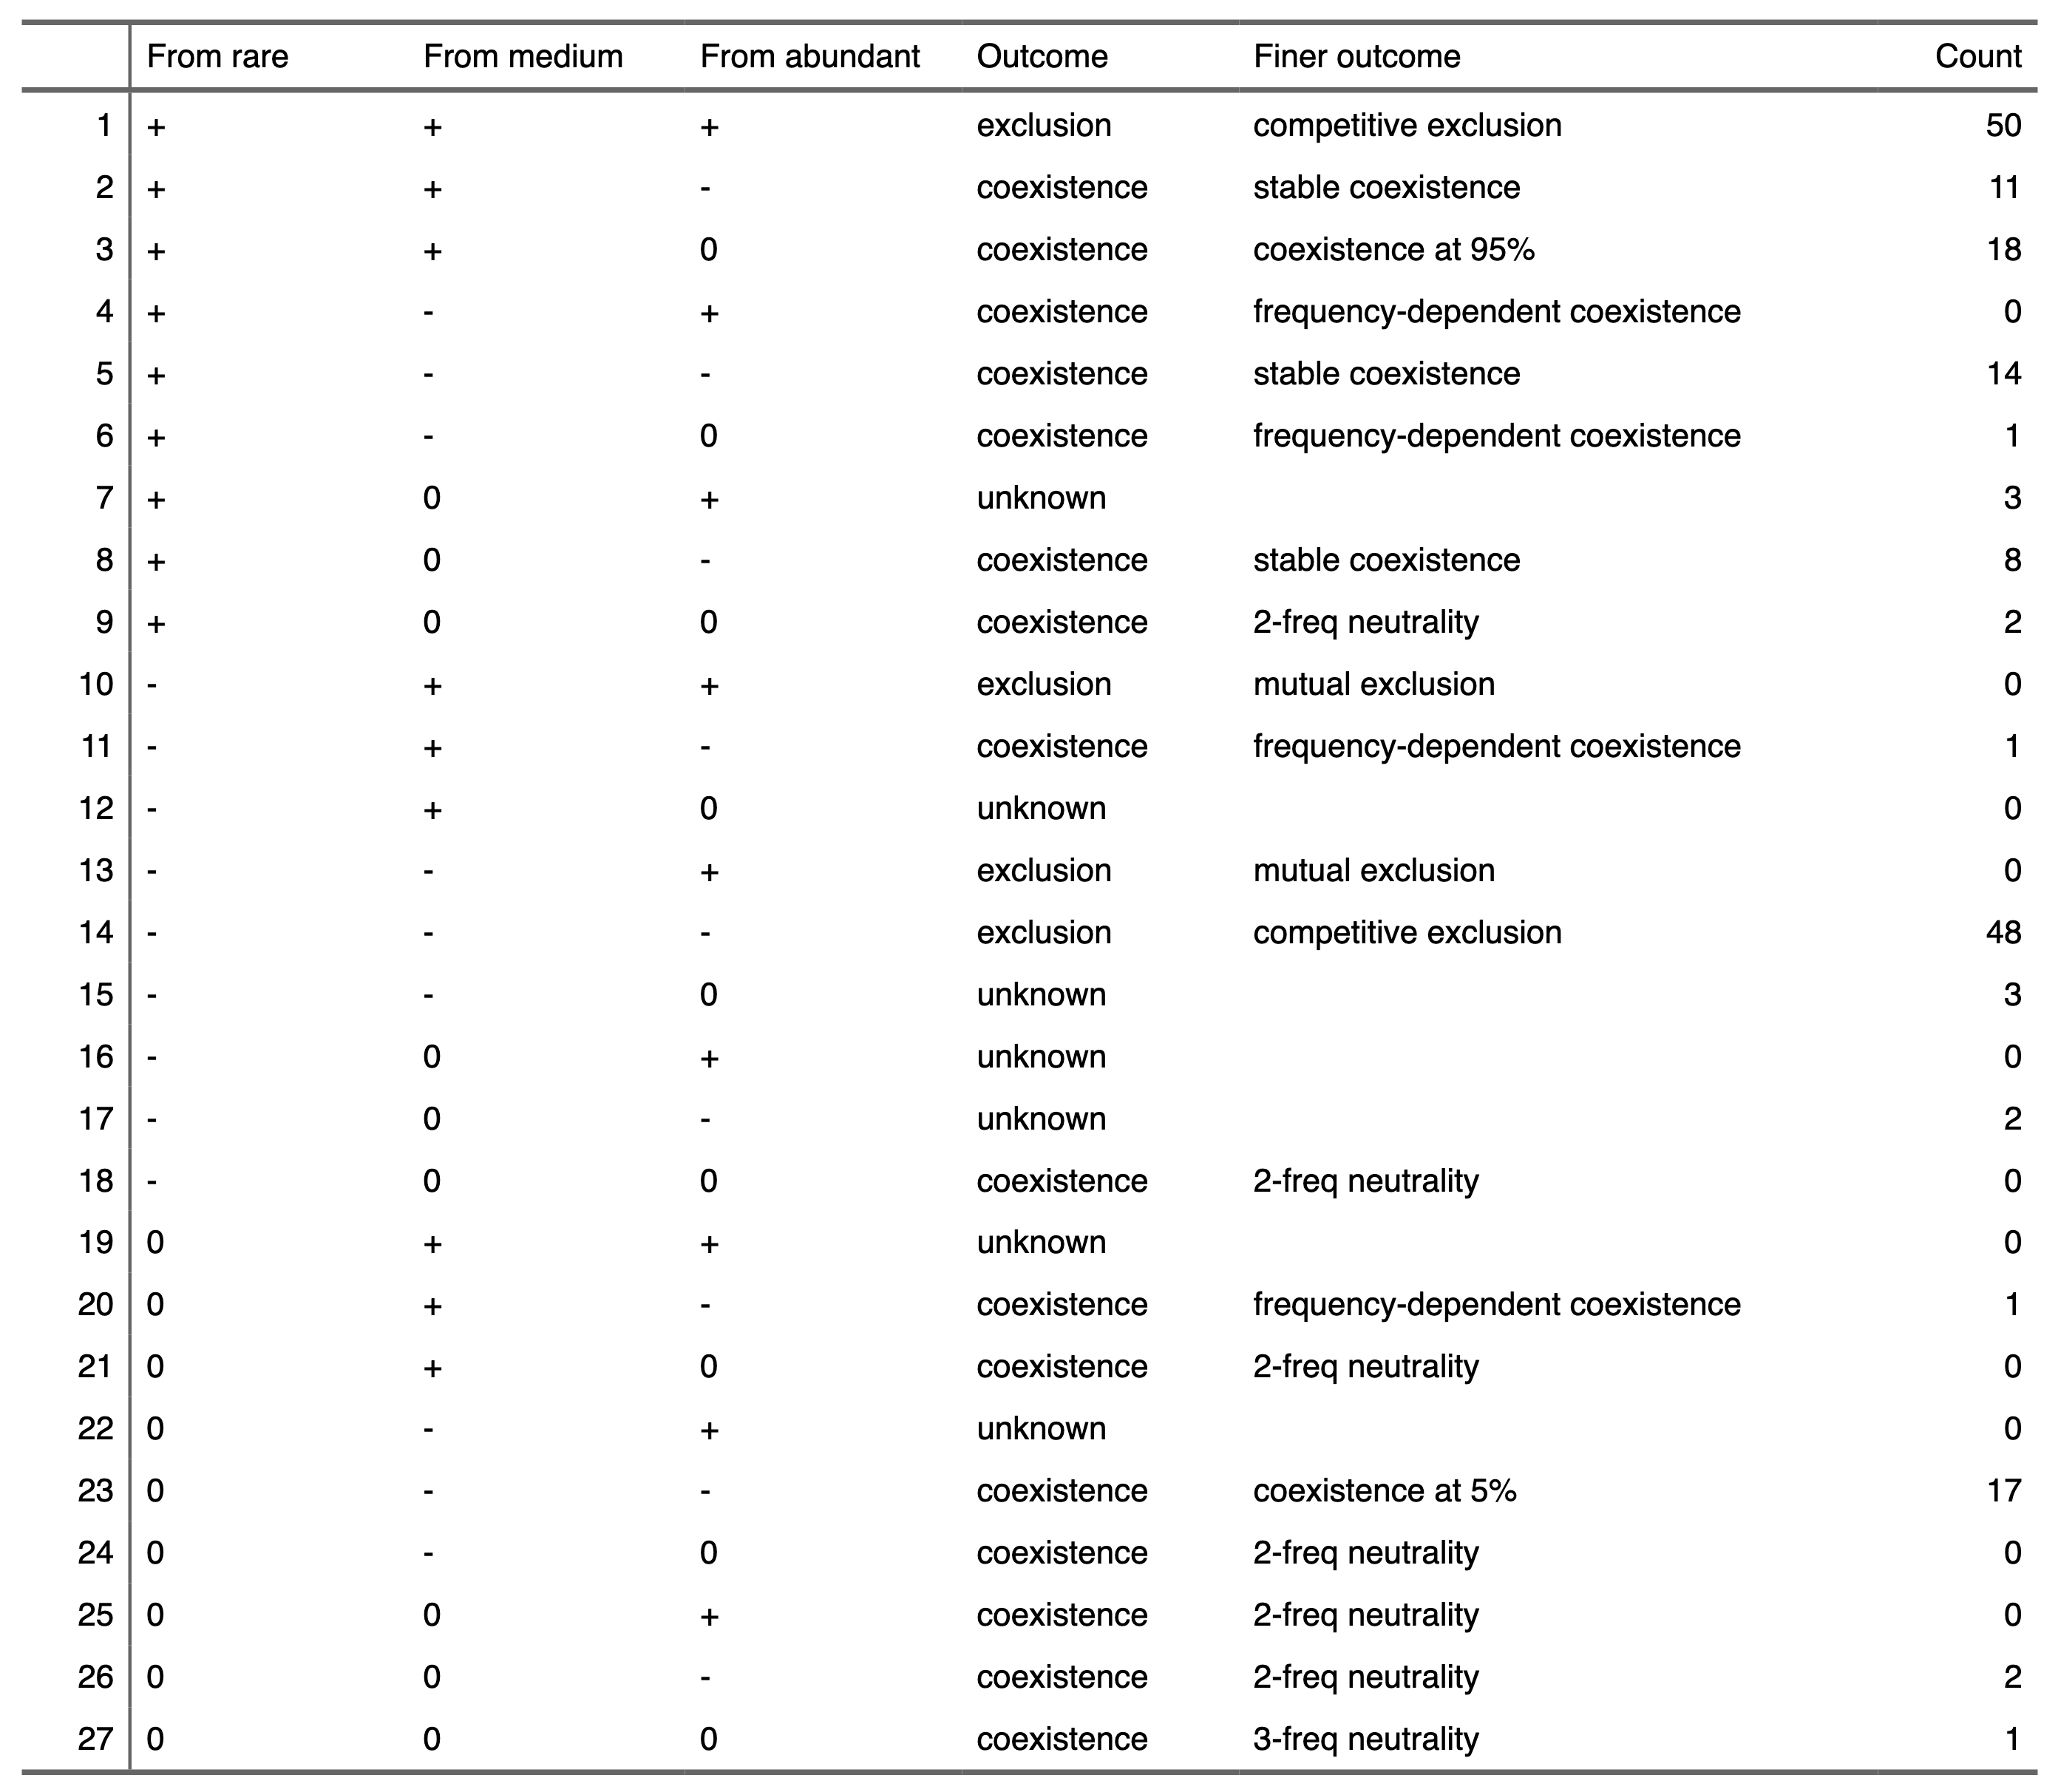 From rare From medium From abundant Outcome Finer outcome Count
1 + + + exclusion competitive exclusion 50
2 + + - coexistence stable coexistence 11
3 + + 0 coexistence coexistence at 95% 18
4 + - + coexistence frequency-dependent coexistence 0
5 + - - coexistence stable coexistence 14
6 + - 0 coexistence frequency-dependent coexistence 1
7 + 0 + unknown 3
8 + 0 - coexistence stable coexistence 8
9 + 0 0 coexistence 2-freq neutrality 2
10 - + + exclusion mutual exclusion 0
11 - + - coexistence frequency-dependent coexistence 1
12 - + 0 unknown 0
13 - - + exclusion mutual exclusion 0
14 - - - exclusion competitive exclusion 48
15 - - 0 unknown 3
16 - 0 + unknown 0
17 - 0 - unknown 2
18 - 0 0 coexistence 2-freq neutrality 0
19 0 + + unknown 0
20 0 + - coexistence frequency-dependent coexistence 1
21 0 + 0 coexistence 2-freq neutrality 0
22 0 - + unknown 0
23 0 - - coexistence coexistence at 5% 17
24 0 - 0 coexistence 2-freq neutrality 0
25 0 0 + coexistence 2-freq neutrality 0
26 0 0 - coexistence 2-freq neutrality 2
27 0 0 0 coexistence 3-freq neutrality 1